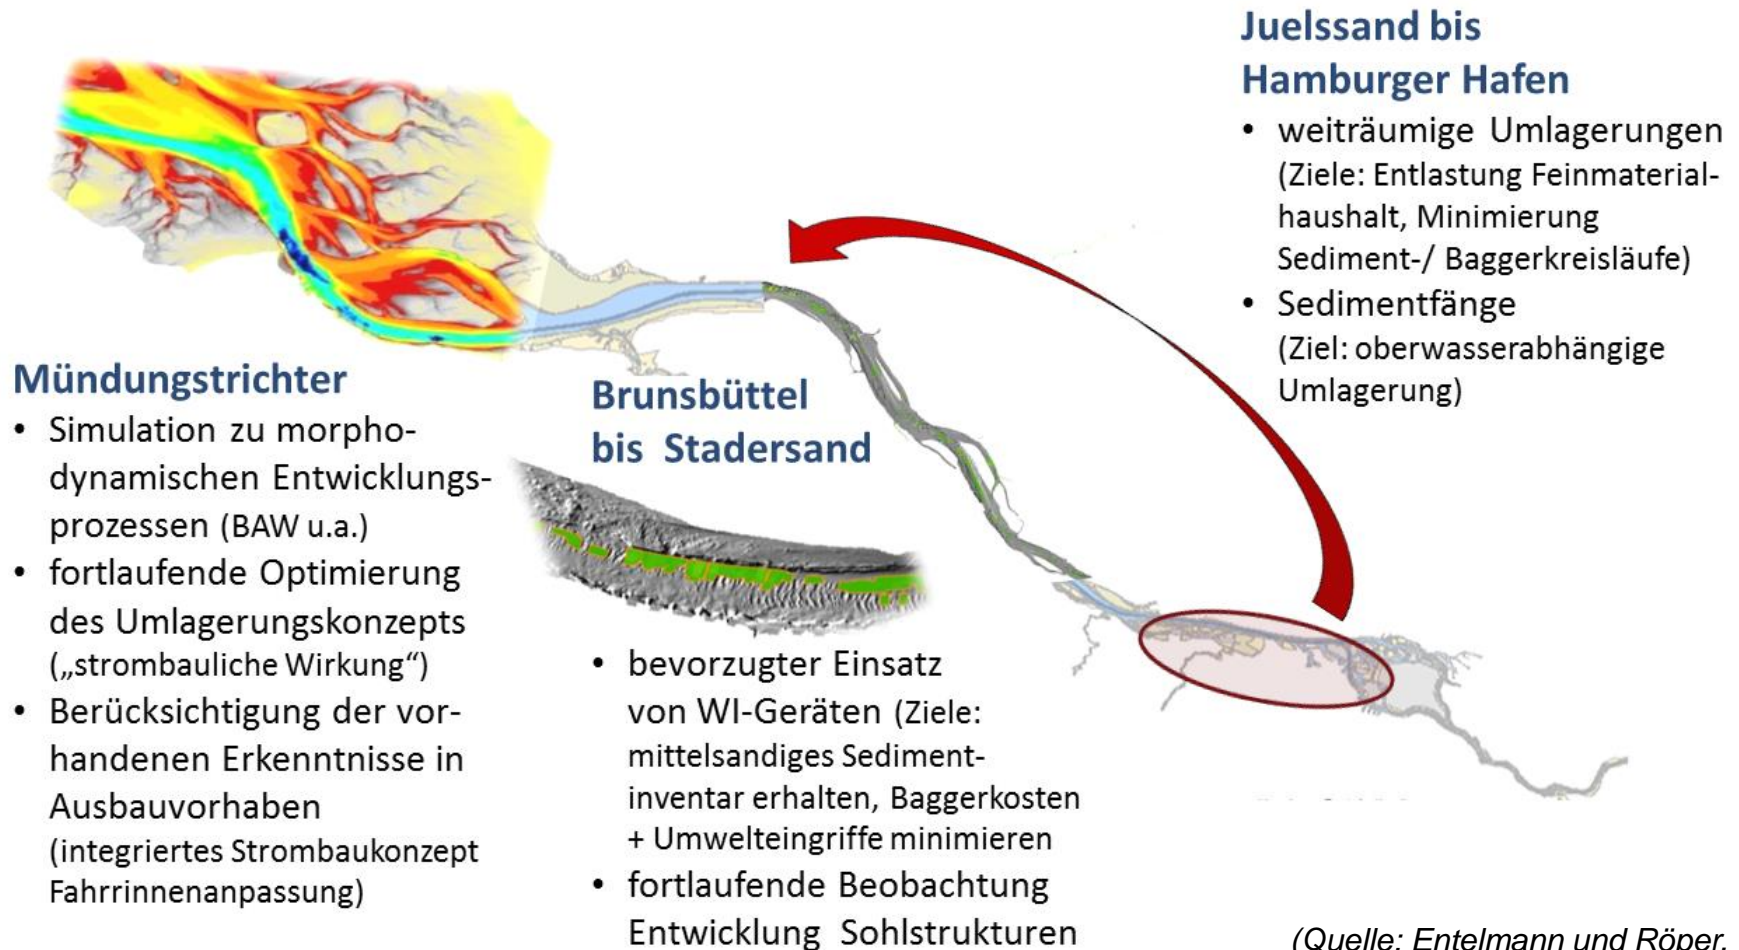 Juelssand bis
Hamburger Hafen
• weiträumige Umlagerungen
(Ziele: Entlastung Feinmaterial-
haushalt, Minimierung
Sediment-/ Baggerkreisläufe)
• Sedimentfänge
(Ziel: oberwasserabhängige
Umlagerung)
Mündungstrichter
• Simulation zu morpho-
dynamischen Entwicklungs-
prozessen (BAW u.a.)
• fortlaufende Optimierung
des Umlagerungskonzepts
(„strombauliche Wirkung“)
• Berücksichtigung der vor-
handenen Erkenntnisse in
Ausbauvorhaben
(integriertes Strombaukonzept
Fahrrinnenanpassung)
Brunsbüttel
bis Stadersand
• bevorzugter Einsatz
von WI-Geräten (Ziele:
mittelsandiges Sediment-
inventar erhalten, Baggerkosten
+ Umwelteingriffe minimieren
• fortlaufende Beobachtung
Entwicklung Sohlstrukturen
(Quelle: Entelmann und Röper,